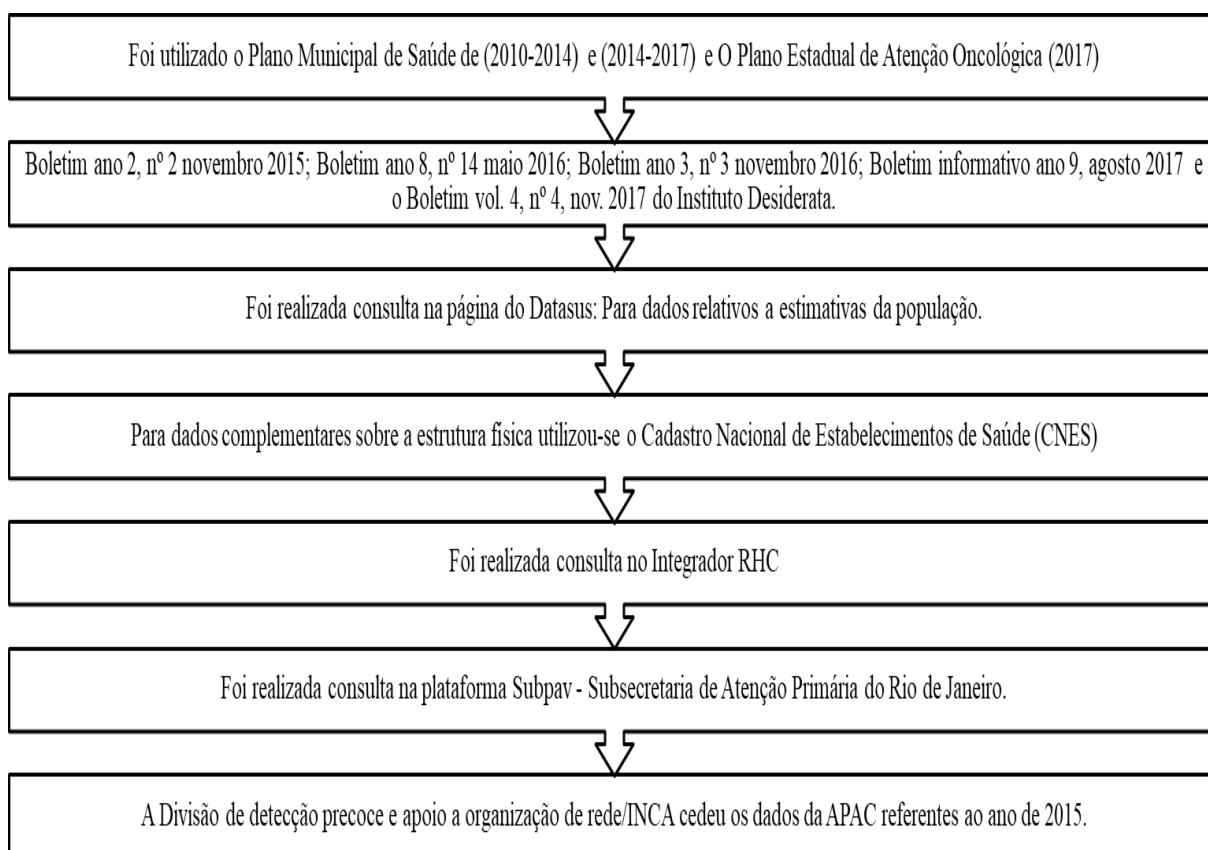 Foi utilizado o Plano Municipal de Saúde de (2010-2014) e (2014-2017) e O Plano Estadual de Atenção Oncológica (2017)
Boletim ano 2, nº 2 novembro 2015; Boletim ano 8, nº 14 maio 2016; Boletim ano 3, nº 3 novembro 2016; Boletim informativo ano 9, agosto 2017 e
o Boletim vol. 4, nº 4, nov. 2017 do Instituto Desiderata.
Foi realizada consulta na página do Datasus: Para dados relativos a estimativas da população.
Para dados complementares sobre a estrutura física utilizou-se o Cadastro Nacional de Estabelecimentos de Saúde (CNES)
Foi realizada consulta no Integrador RHC
Foi realizada consulta na plataforma Subpav - Subsecretaria de Atenção Primária do Rio de Janeiro.
A Divisão de detecção precoce e apoio a organização de rede/INCA cedeu os dados da APAC referentes ao ano de 2015.